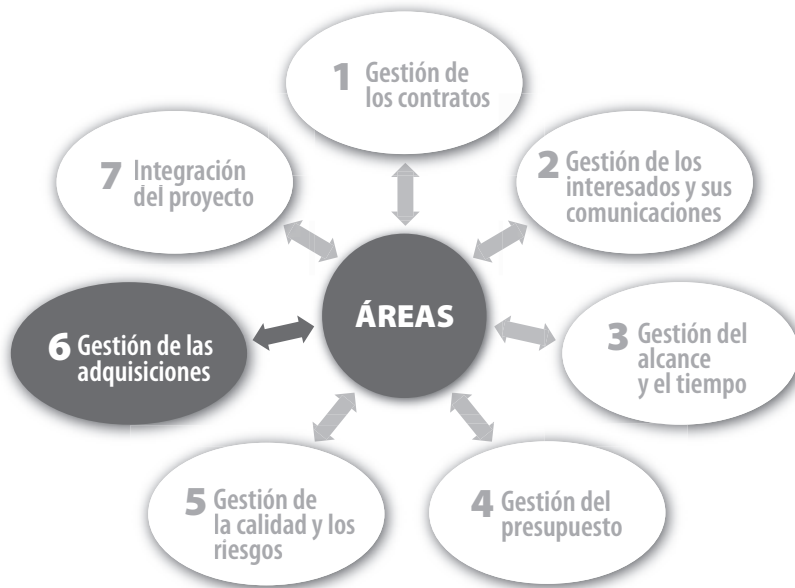 1 Gestión de
los contratos
2 Gestión de los
interesados y sus
comunicaciones
3 Gestión del
alcance
y el tiempo
4 Gestión del
presupuesto
5 Gestión de
la calidad y los
riesgos
6 Gestión de las
adquisiciones
7 Integración
del proyecto
ÁREAS